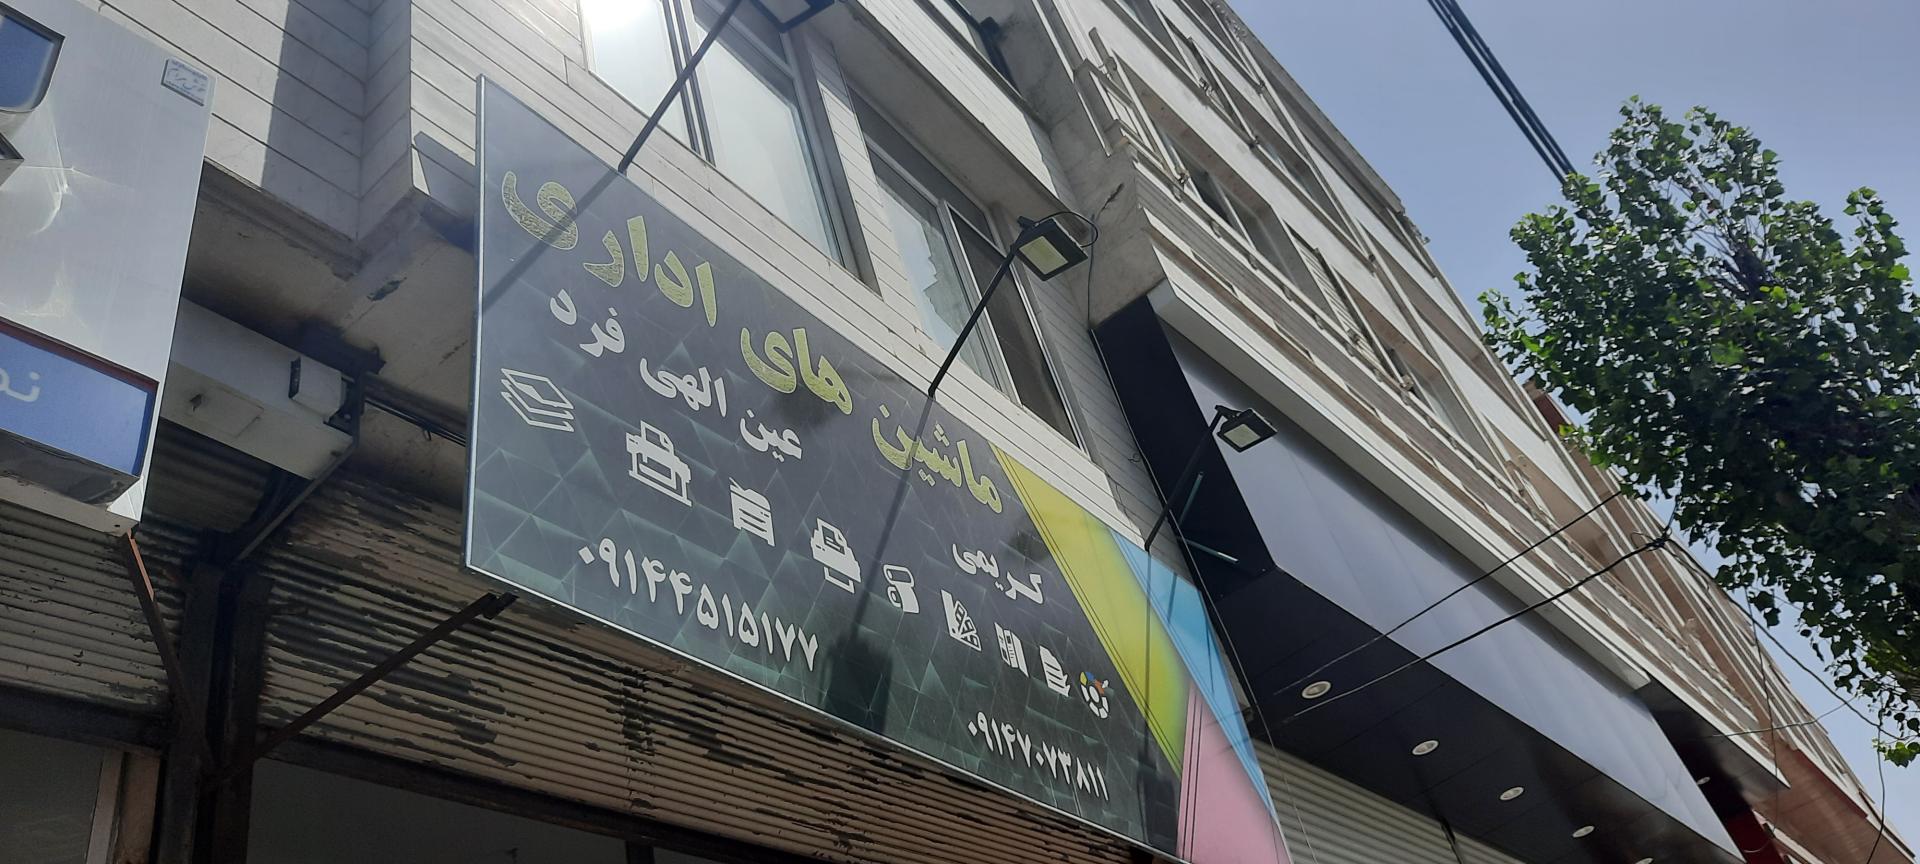 ماشین های اداری
کریمی
عین الهی فرد
۰۹۱۴۷۰۷۳۸۱۱
۰۹۱۴۴۵۱۵۱۷۷